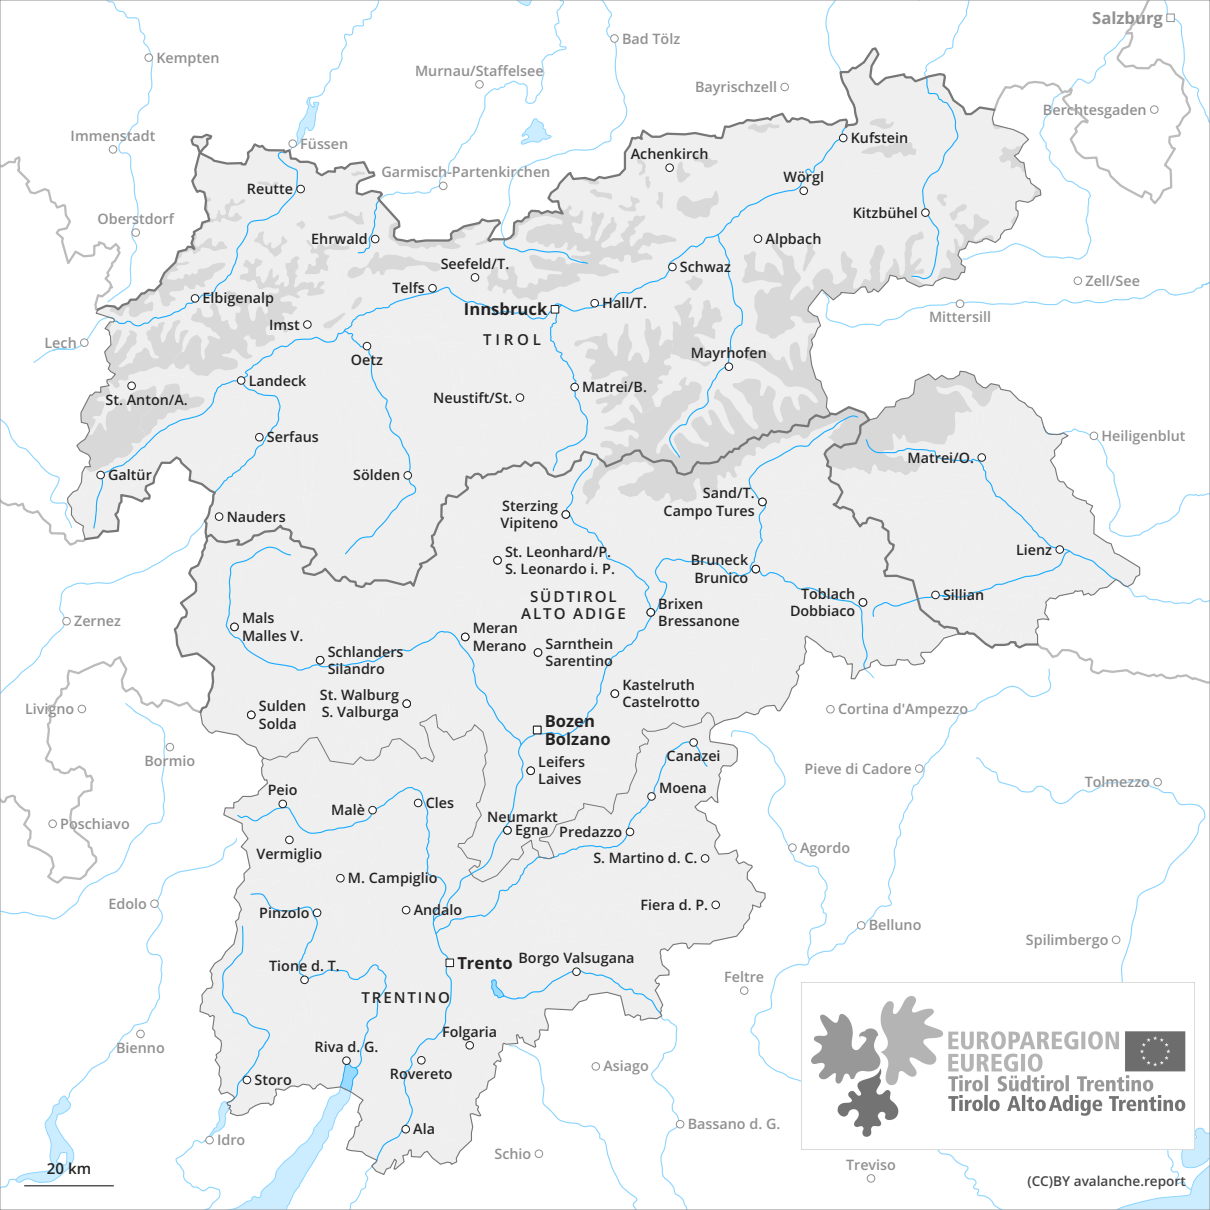 Salzburg
Kempten
Bad Tölz
Murnau/Staffelsee
Bayrischzell
Berchtesgaden
Immenstadt
Füssen
Kufstein
Achenkirch
Garmisch-Partenkirchen
Wörgl
Reutte
Oberstdorf
Kitzbühel
Ehrwald
Alpbach
Seefeld/T.
Schwaz
Zell/See
Telfs
Elbigenalp
Hall/T.
Innsbruck
Mittersill
Imst
TIROL
Lech
Oetz
Mayrhofen
Landeck
Matrei/B.
St. Anton/A.
Neustift/St.
Serfaus
Heiligenblut
Matrei/O.
Galtür
Sölden
Sand/T.
Campo Tures
Sterzing
Vipiteno
Nauders
St. Leonhard/P.
S. Leonardo i. P.
Lienz
Bruneck
Brunico
SÜDTIROL
ALTO ADIGE
Toblach
Dobbiaco
Sillian
Brixen
Bressanone
Zernez
Mals
Malles V.
Meran
Merano
Sarnthein
Sarentino
Schlanders
Silandro
Kastelruth
Castelrotto
St. Walburg
S. Valburga
Livigno
Sulden
Solda
Cortina d'Ampezzo
Bozen
Bolzano
Bormio
Canazei
Leifers
Laives
Pieve di Cadore
Tolmezzo
Peio
Moena
Malè
Cles
Neumarkt
Egna
Poschiavo
Predazzo
Vermiglio
Agordo
S. Martino d. C.
M. Campiglio
Edolo
Pinzolo
Andalo
Fiera d. P.
Belluno
Spilimbergo
Trento
Borgo Valsugana
Tione d. T.
Feltre
TRENTINO
Folgaria
Bienno
Riva d. G.
EUROPAREGION
EUREGIO
Tirol Südtirol Trentino
Tirolo Alto Adige Trentino
Asiago
Rovereto
Storo
Bassano d. G.
Ala
Idro
Schio
Treviso
20 km
(CC)BY avalanche.report